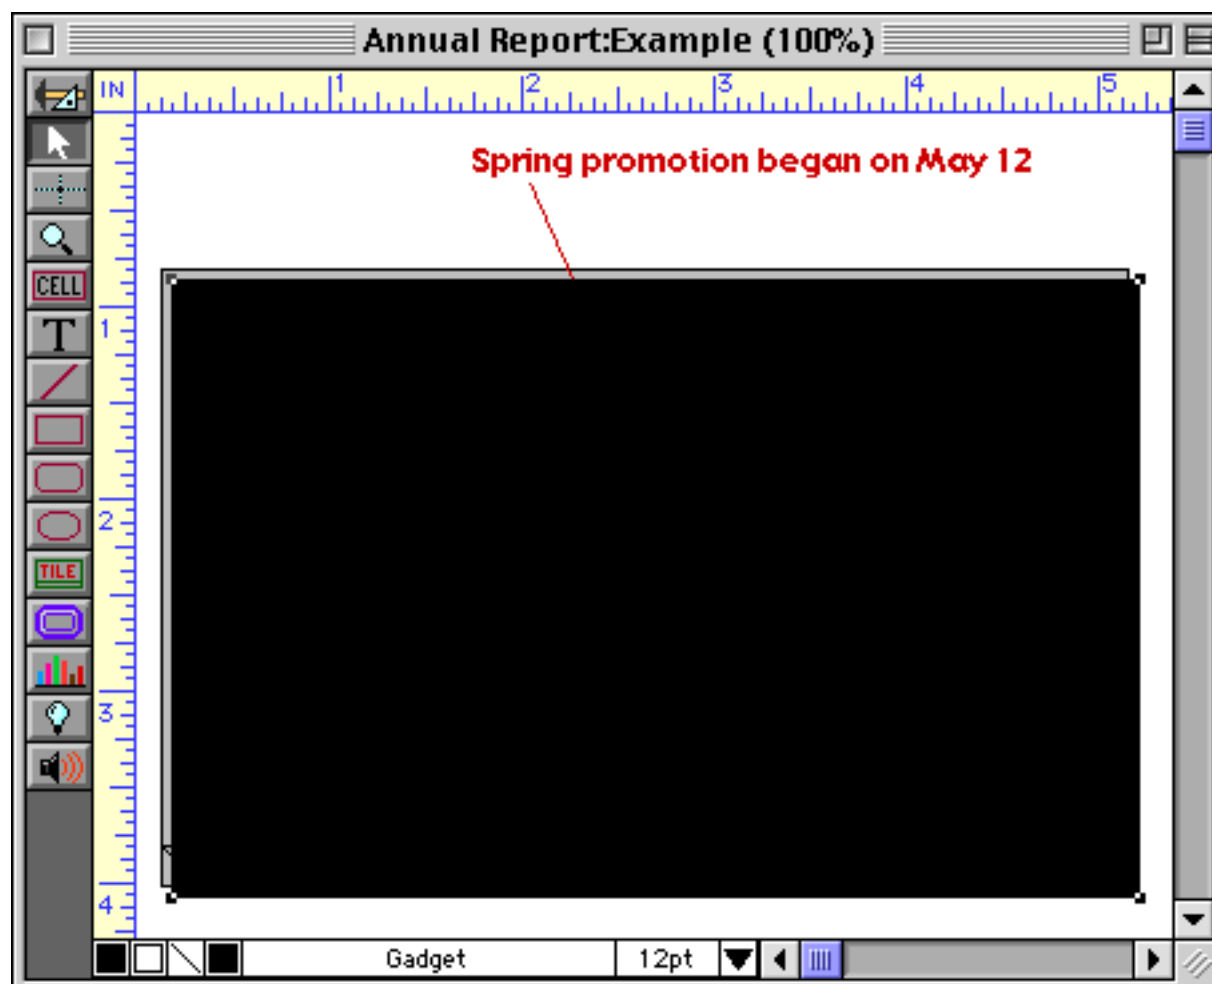 Annual Report:Example (100%)
IN
1 2 3 4 5
Spring promotion began on May 12
CELL
T
1
2
TILE
3
4
Gadget
12pt